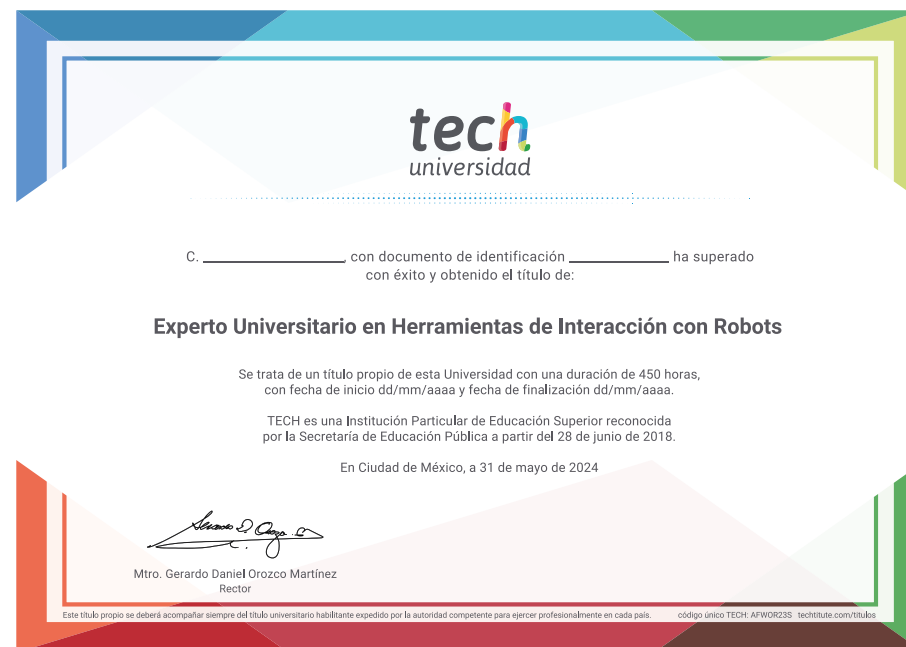 tech
universidad
C. ____________, con documento de identificación ____________ ha superado
con éxito y obtenido el título de:
Experto Universitario en Herramientas de Interacción con Robots
Se trata de un título propio de esta Universidad con una duración de 450 horas,
con fecha de inicio dd/mm/aaaa y fecha de finalización dd/mm/aaaa.
TECH es una Institución Particular de Educación Superior reconocida
por la Secretaría de Educación Pública a partir del 28 de junio de 2018.
En Ciudad de México, a 31 de mayo de 2024
Mtro. Gerardo Daniel Orozco Martínez
Rector
Este título propio se deberá acompañar siempre del título universitario habilitante expedido por la autoridad competente para ejercer profesionalmente en cada país. código único TECH: AFWOR23S techtitute.com/titulos